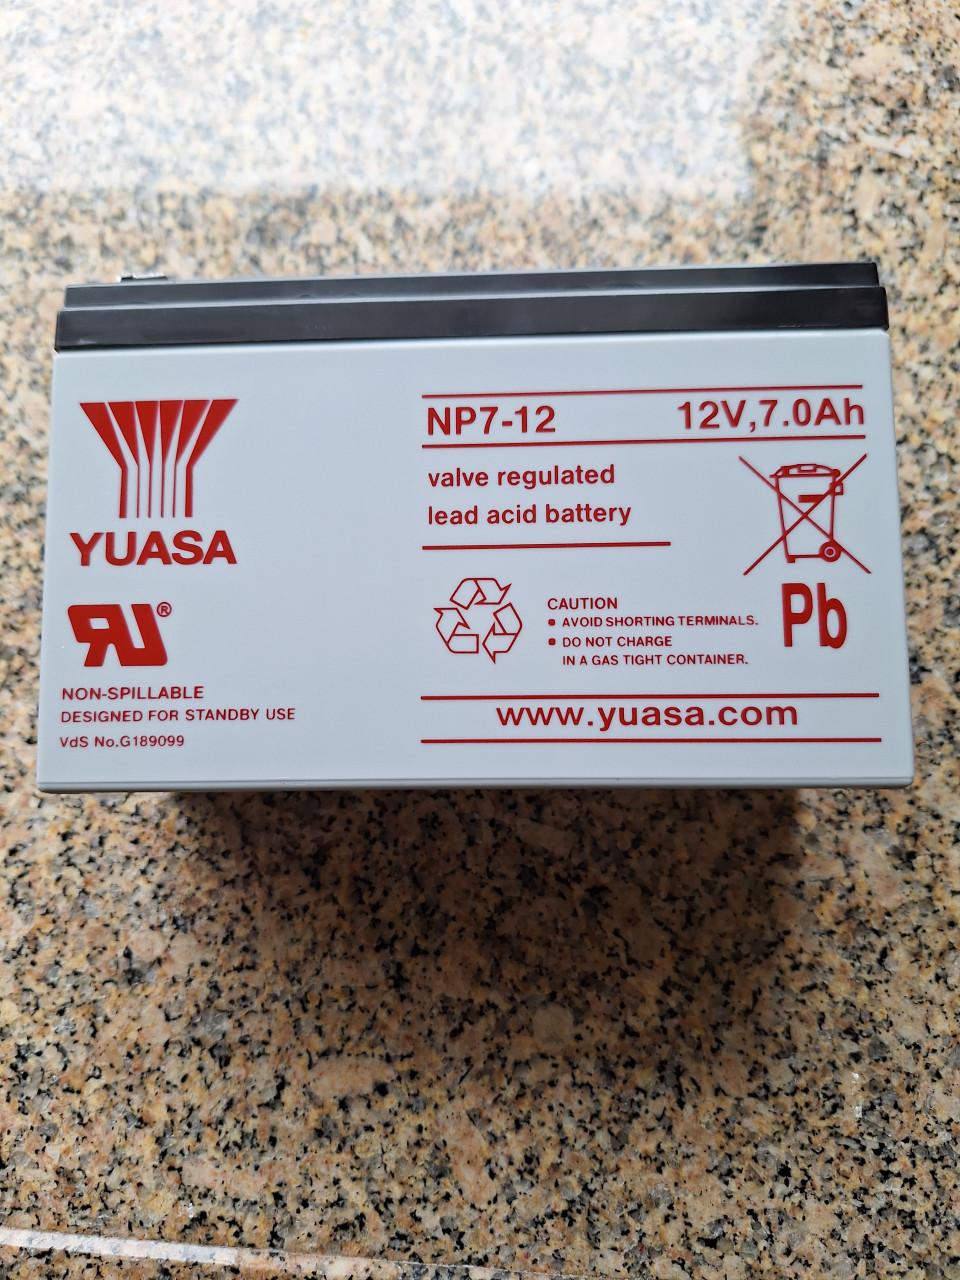 YUASA
NON-SPILLABLE
DESIGNED FOR STANDBY USE
VdS No.G189099
NP7-12 12V,7.0Ah
valve regulated
lead acid battery
CAUTION
• AVOID SHORTING TERMINALS.
• DO NOT CHARGE
IN A GAS TIGHT CONTAINER.
Pb
www.yuasa.com